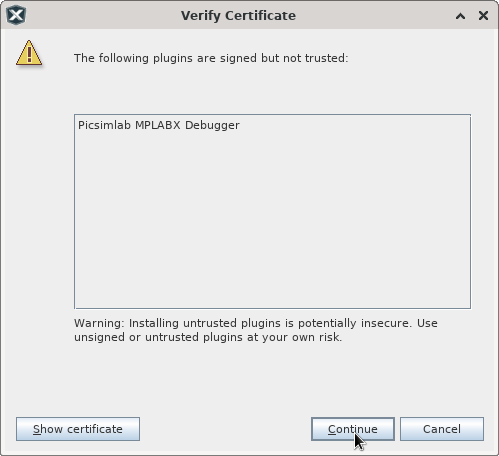 Verify Certificate
The following plugins are signed but not trusted:
Picsimlab MPLABX Debugger
Warning: Installing untrusted plugins is potentially insecure. Use
unsigned or untrusted plugins at your own risk.
Show certificate
Continue
Cancel